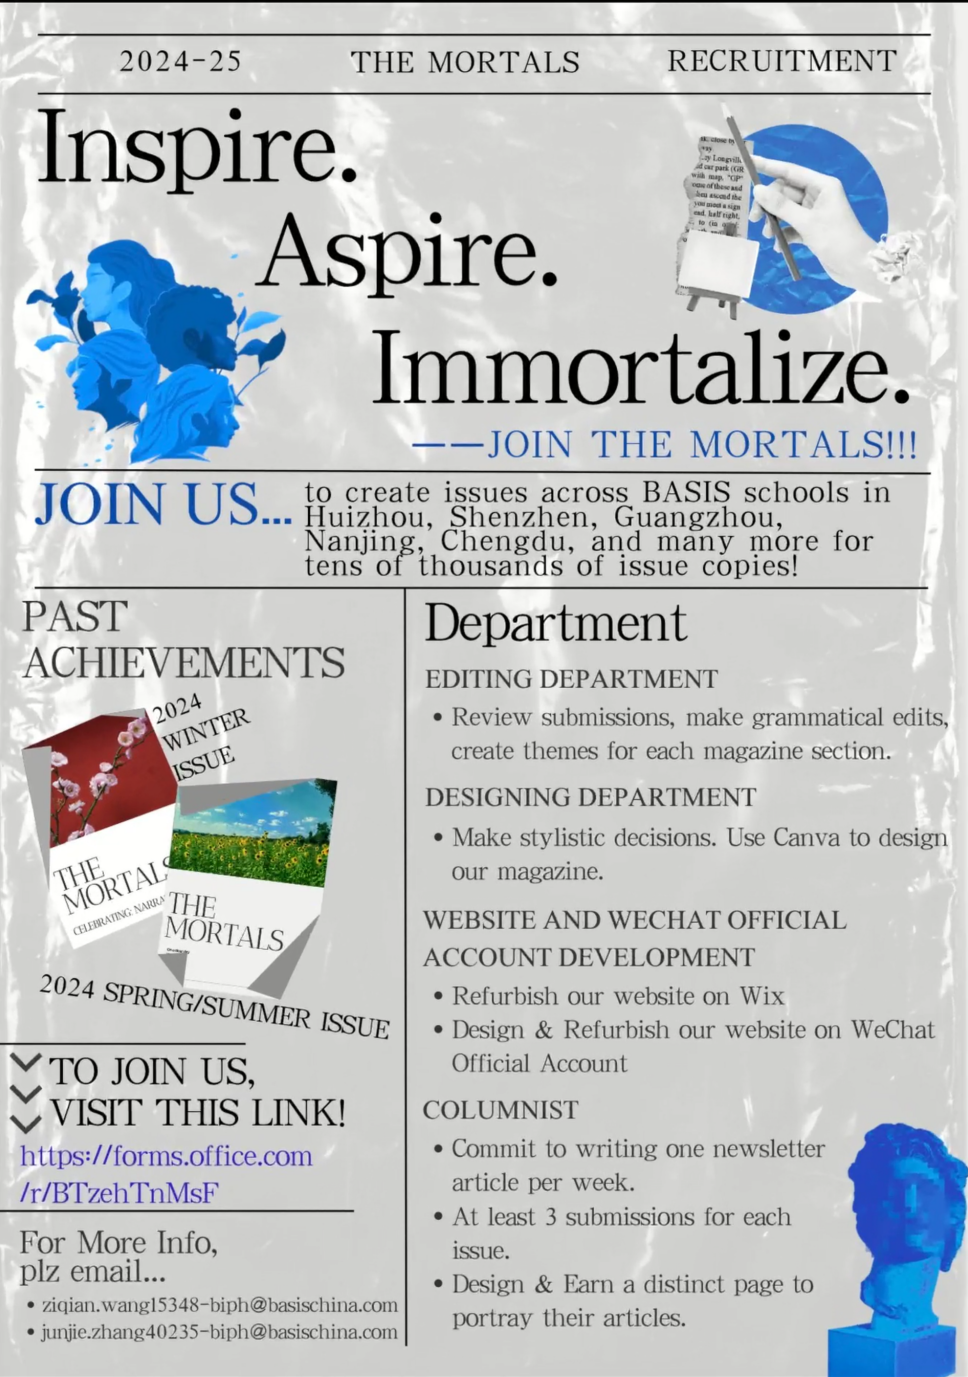 2024-25 THE MORTALS RECRUITMENT
Inspire.
Aspire.
Immortalize.
——JOIN THE MORTALS!!!
JOIN US...
to create issues across BASIS schools in
Huizhou, Shenzhen, Guangzhou,
Nanjing, Chengdu, and many more for
tens of thousands of issue copies!
PAST
ACHIEVEMENTS
2024
WINTER
ISSUE
THE
MORTALS
CELEBRATING: NARRA
THE
MORTALS
2024 SPRING/SUMMER ISSUE
TO JOIN US,
VISIT THIS LINK!
https://forms.office.com
/r/BTzehTnMsF
For More Info,
plz email...
• ziqian.wang15348-biph@basischina.com
• junjie.zhang40235-biph@basischina.com
Department
EDITING DEPARTMENT
• Review submissions, make grammatical edits,
create themes for each magazine section.
DESIGNING DEPARTMENT
• Make stylistic decisions. Use Canva to design
our magazine.
WEBSITE AND WECHAT OFFICIAL
ACCOUNT DEVELOPMENT
• Refurbish our website on Wix
• Design & Refurbish our website on WeChat
Official Account
COLUMNIST
• Commit to writing one newsletter
article per week.
• At least 3 submissions for each
issue.
• Design & Earn a distinct page to
portray their articles.